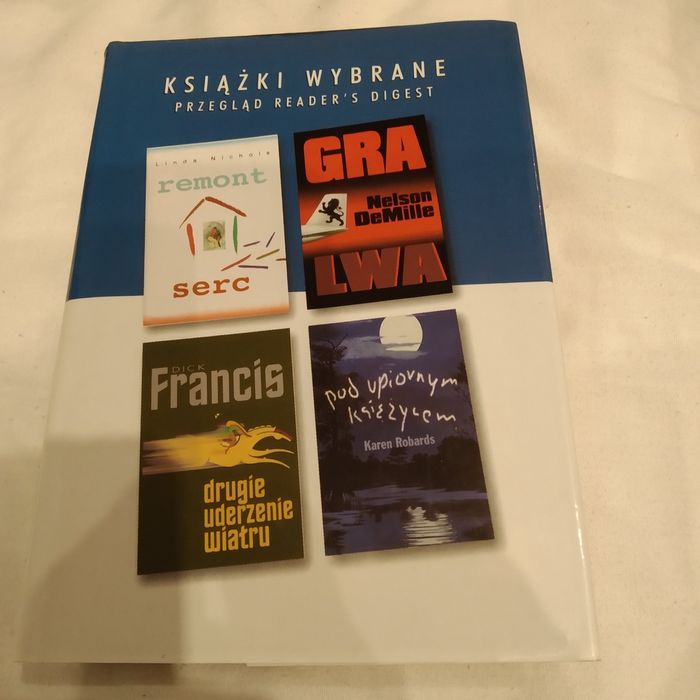 KSIĄŻKI WYBRANE
PRZEGLĄD READER'S DIGEST
Linda Nichols
remont
serc
GRA
Nelson
DeMille
LWA
DICK
Francis
drugie
uderzenie
wiatru
pod upiornym
księżycem
Karen Robards